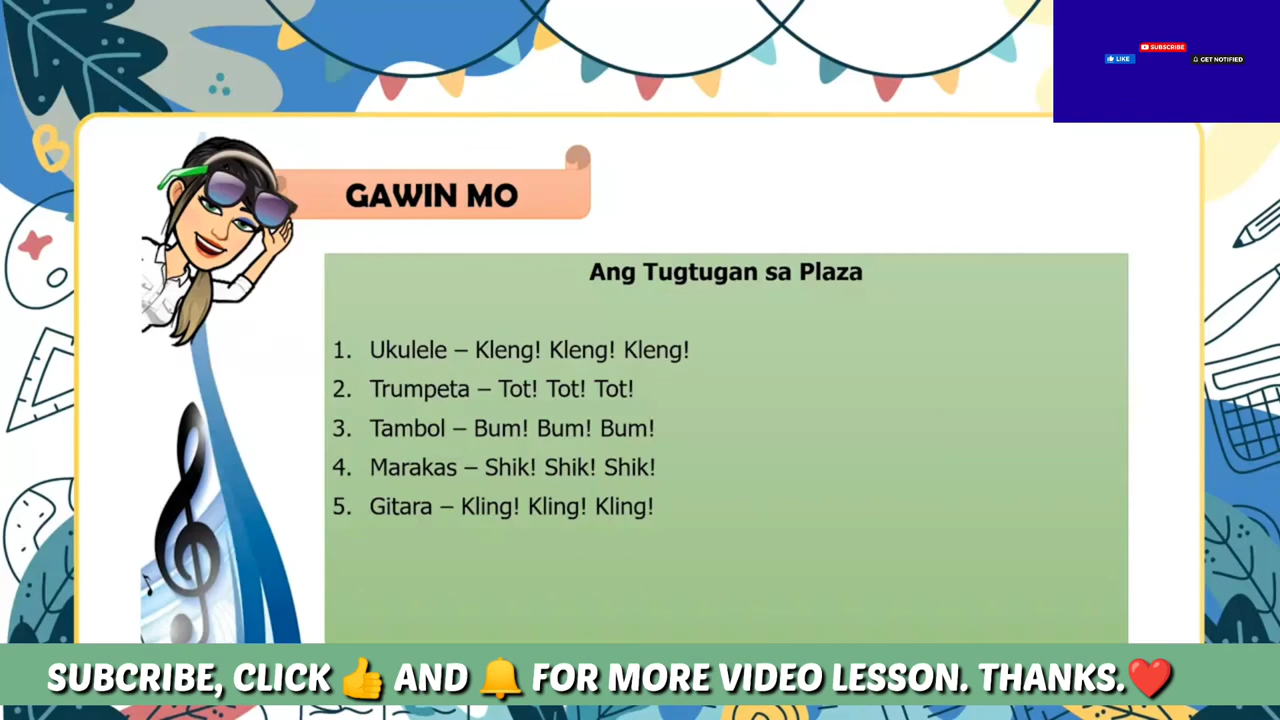 SUBSCRIBE
LIKE
GET NOTIFIED
B
GAWIN MO
Ang Tugtugan sa Plaza
1. Ukulele – Kleng! Kleng! Kleng!
2. Trumpeta – Tot! Tot! Tot!
3. Tambol – Bum! Bum! Bum!
4. Marakas – Shik! Shik! Shik!
5. Gitara – Kling! Kling! Kling!
SUBCRIBE, CLICK 👍 AND 🔔 FOR MORE VIDEO LESSON. THANKS.❤️